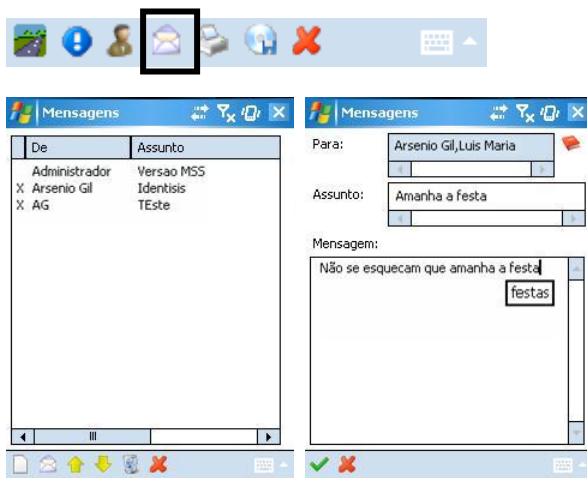 Mensagens
De Assunto
Administrador Versao MSS
X Arsenio Gil Identisis
X AG TEste
Mensagens
Para: Arsenio Gil,Luis Maria
Assunto: Amanha a festa
Mensagem:
Não se esquecam que amanha a festa
festas